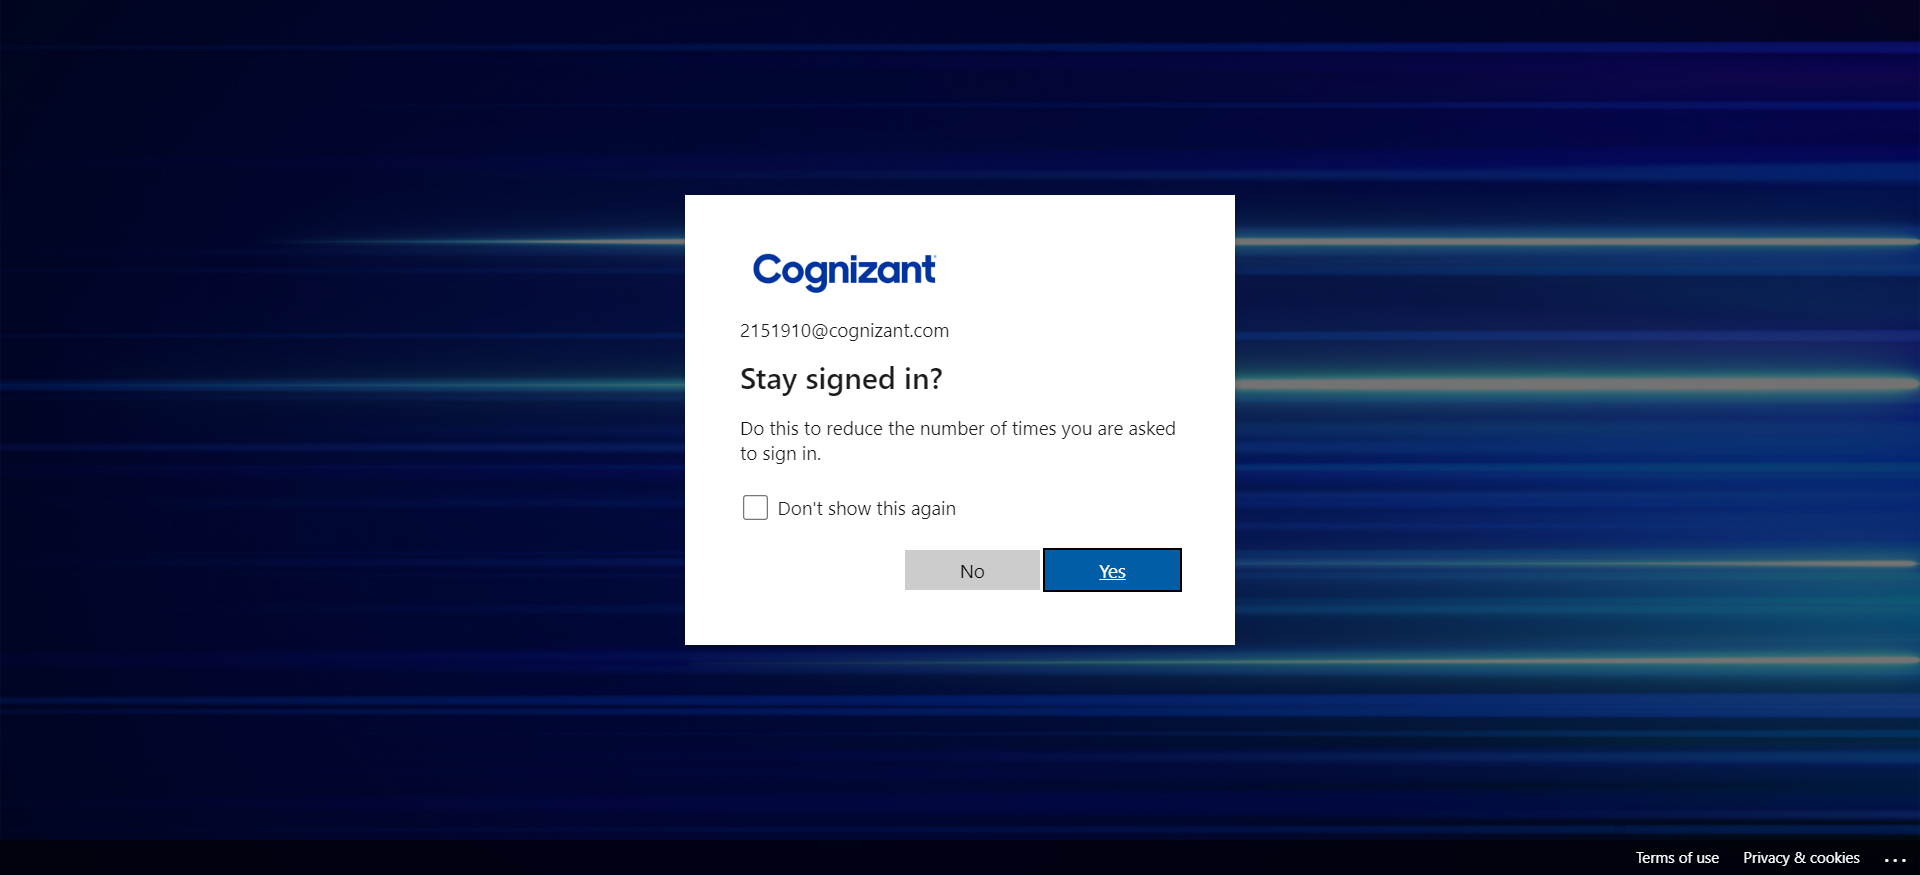 Cognizant
2151910@cognizant.com
Stay signed in?
Do this to reduce the number of times you are asked
to sign in.
Don't show this again
No
Yes
Terms of use
Privacy & cookies
...